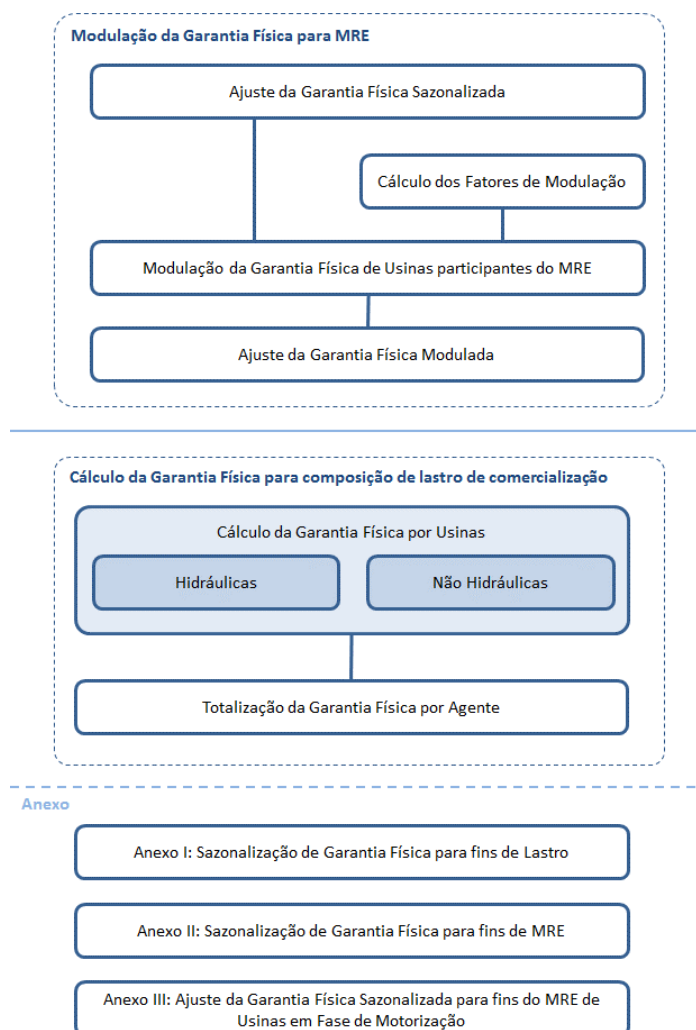 Modulação da Garantia Física para MRE
Ajuste da Garantia Física Sazonalizada
Cálculo dos Fatores de Modulação
Modulação da Garantia Física de Usinas participantes do MRE
Ajuste da Garantia Física Modulada
Cálculo da Garantia Física para composição de lastro de comercialização
Cálculo da Garantia Física por Usinas
Hidráulicas
Não Hidráulicas
Totalização da Garantia Física por Agente
Anexo
Anexo I: Sazonalização de Garantia Física para fins de Lastro
Anexo II: Sazonalização de Garantia Física para fins de MRE
Anexo III: Ajuste da Garantia Física Sazonalizada para fins do MRE de
Usinas em Fase de Motorização